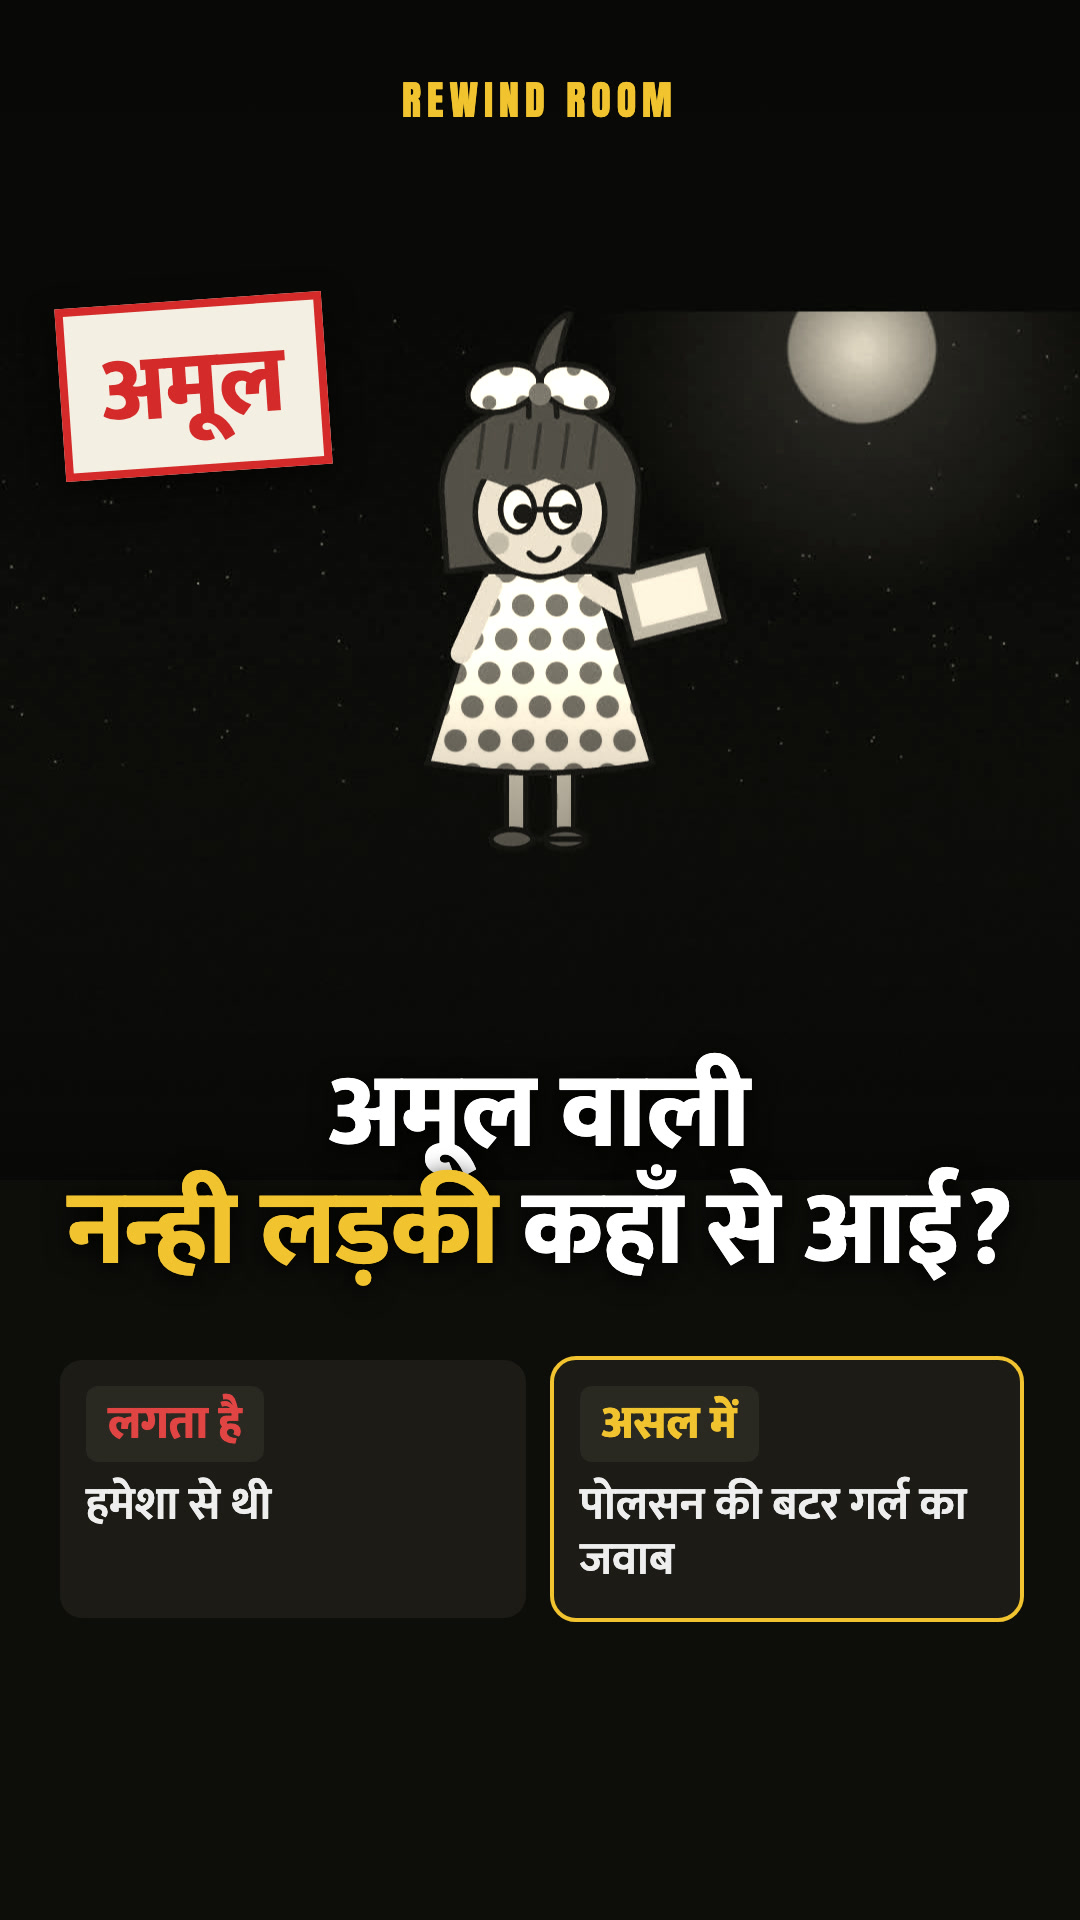 REWIND ROOM
अमूल
अमूल वाली
नन्ही लड़की कहाँ से आई?
लगता है
हमेशा से थी
असल में
पोलसन की बटर गर्ल का
जवाब